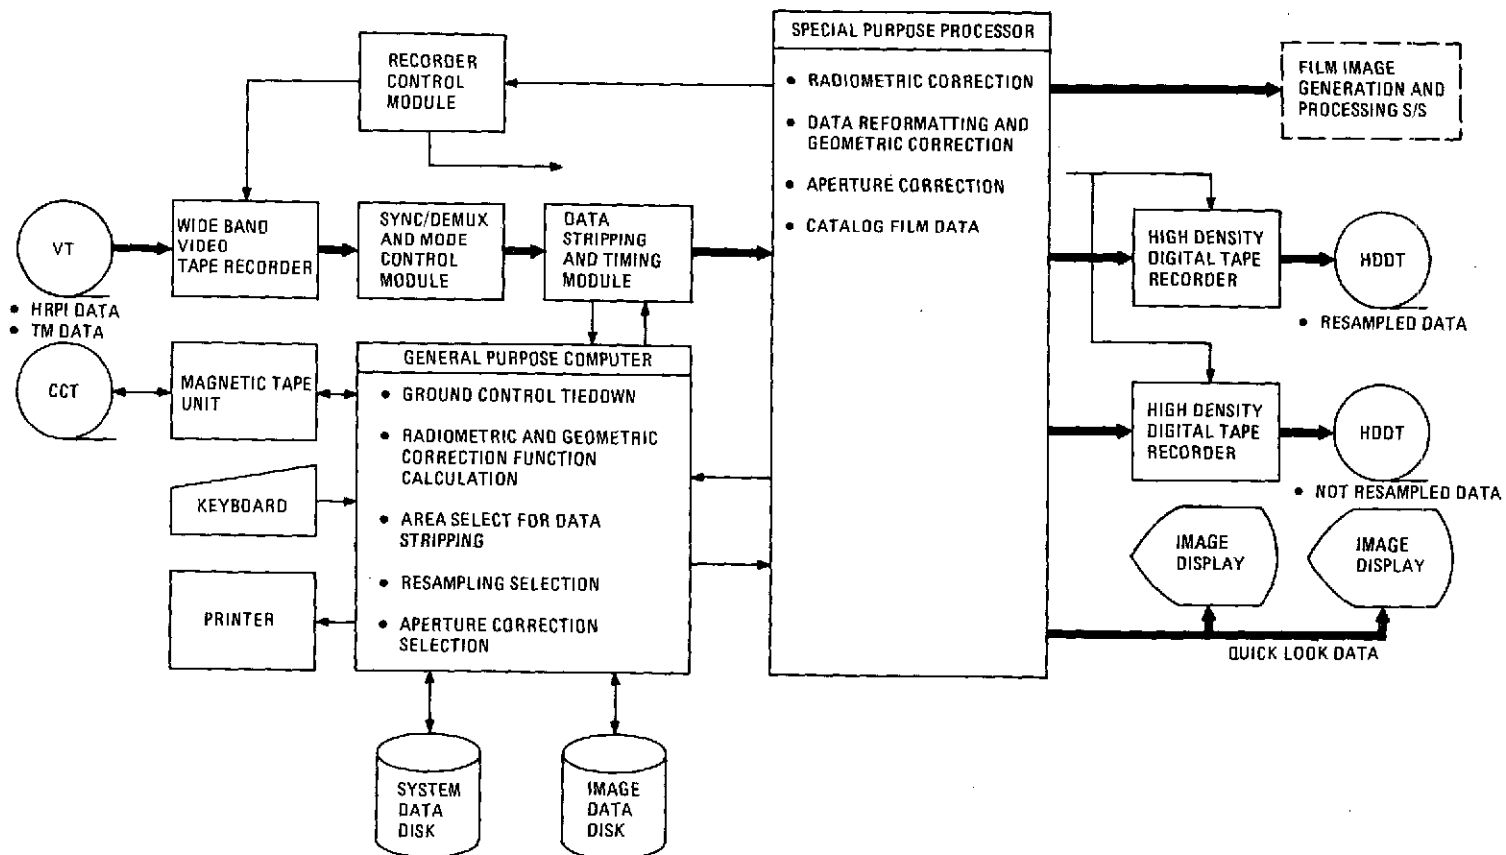 RECORDER
CONTROL
MODULE
SPECIAL PURPOSE PROCESSOR
• RADIOMETRIC CORRECTION
• DATA REFORMATTING AND
GEOMETRIC CORRECTION
• APERTURE CORRECTION
• CATALOG FILM DATA
FILM IMAGE
GENERATION AND
PROCESSING S/S
VT
• HRPI DATA
• TM DATA
WIDE BAND
VIDEO
TAPE RECORDER
SYNC/DEMUX
AND MODE
CONTROL
MODULE
DATA
STRIPPING
AND TIMING
MODULE
HIGH DENSITY
DIGITAL TAPE
RECORDER
HDDT
• RESAMPLED DATA
CCT
MAGNETIC TAPE
UNIT
GENERAL PURPOSE COMPUTER
• GROUND CONTROL TIEDOWN
• RADIOMETRIC AND GEOMETRIC
CORRECTION FUNCTION
CALCULATION
• AREA SELECT FOR DATA
STRIPPING
• RESAMPLING SELECTION
• APERTURE CORRECTION
SELECTION
HIGH DENSITY
DIGITAL TAPE
RECORDER
HDDT
• NOT RESAMPLED DATA
KEYBOARD
PRINTER
IMAGE
DISPLAY
IMAGE
DISPLAY
QUICK LOOK DATA
SYSTEM
DATA
DISK
IMAGE
DATA
DISK